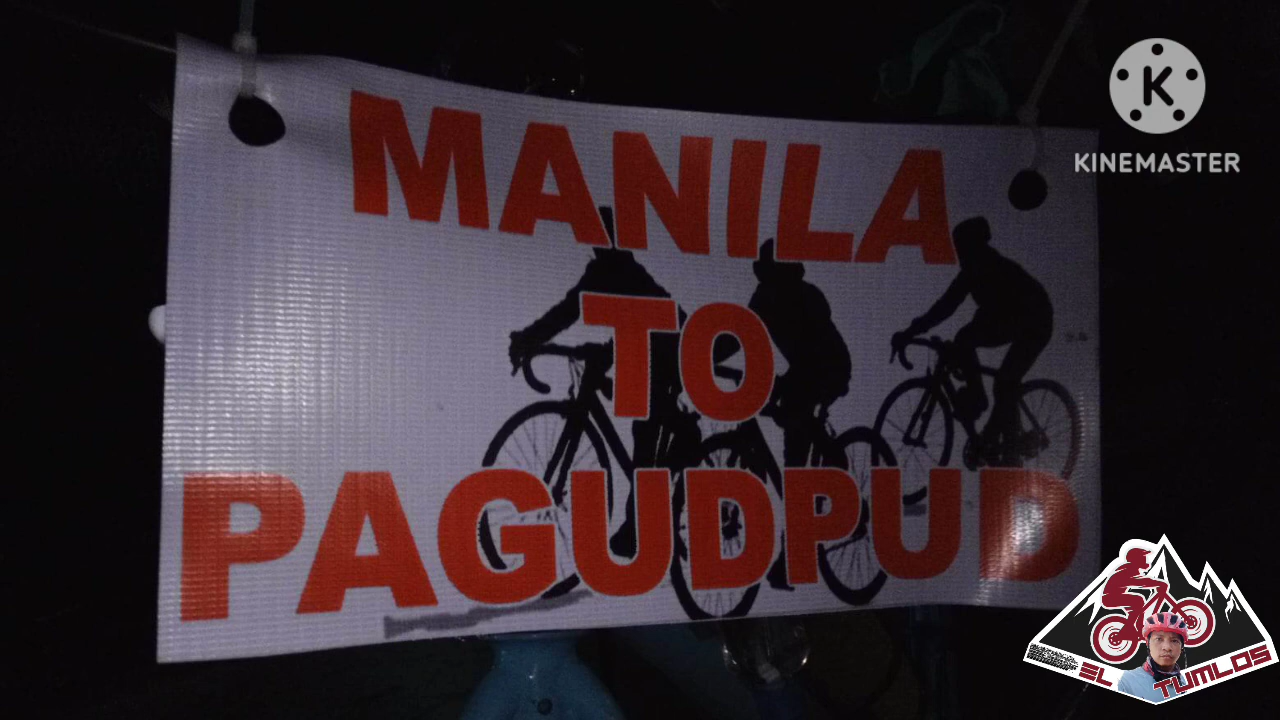 MANILA
TO
PAGUDPUD
K
KINEMASTER
EL TUMLOS